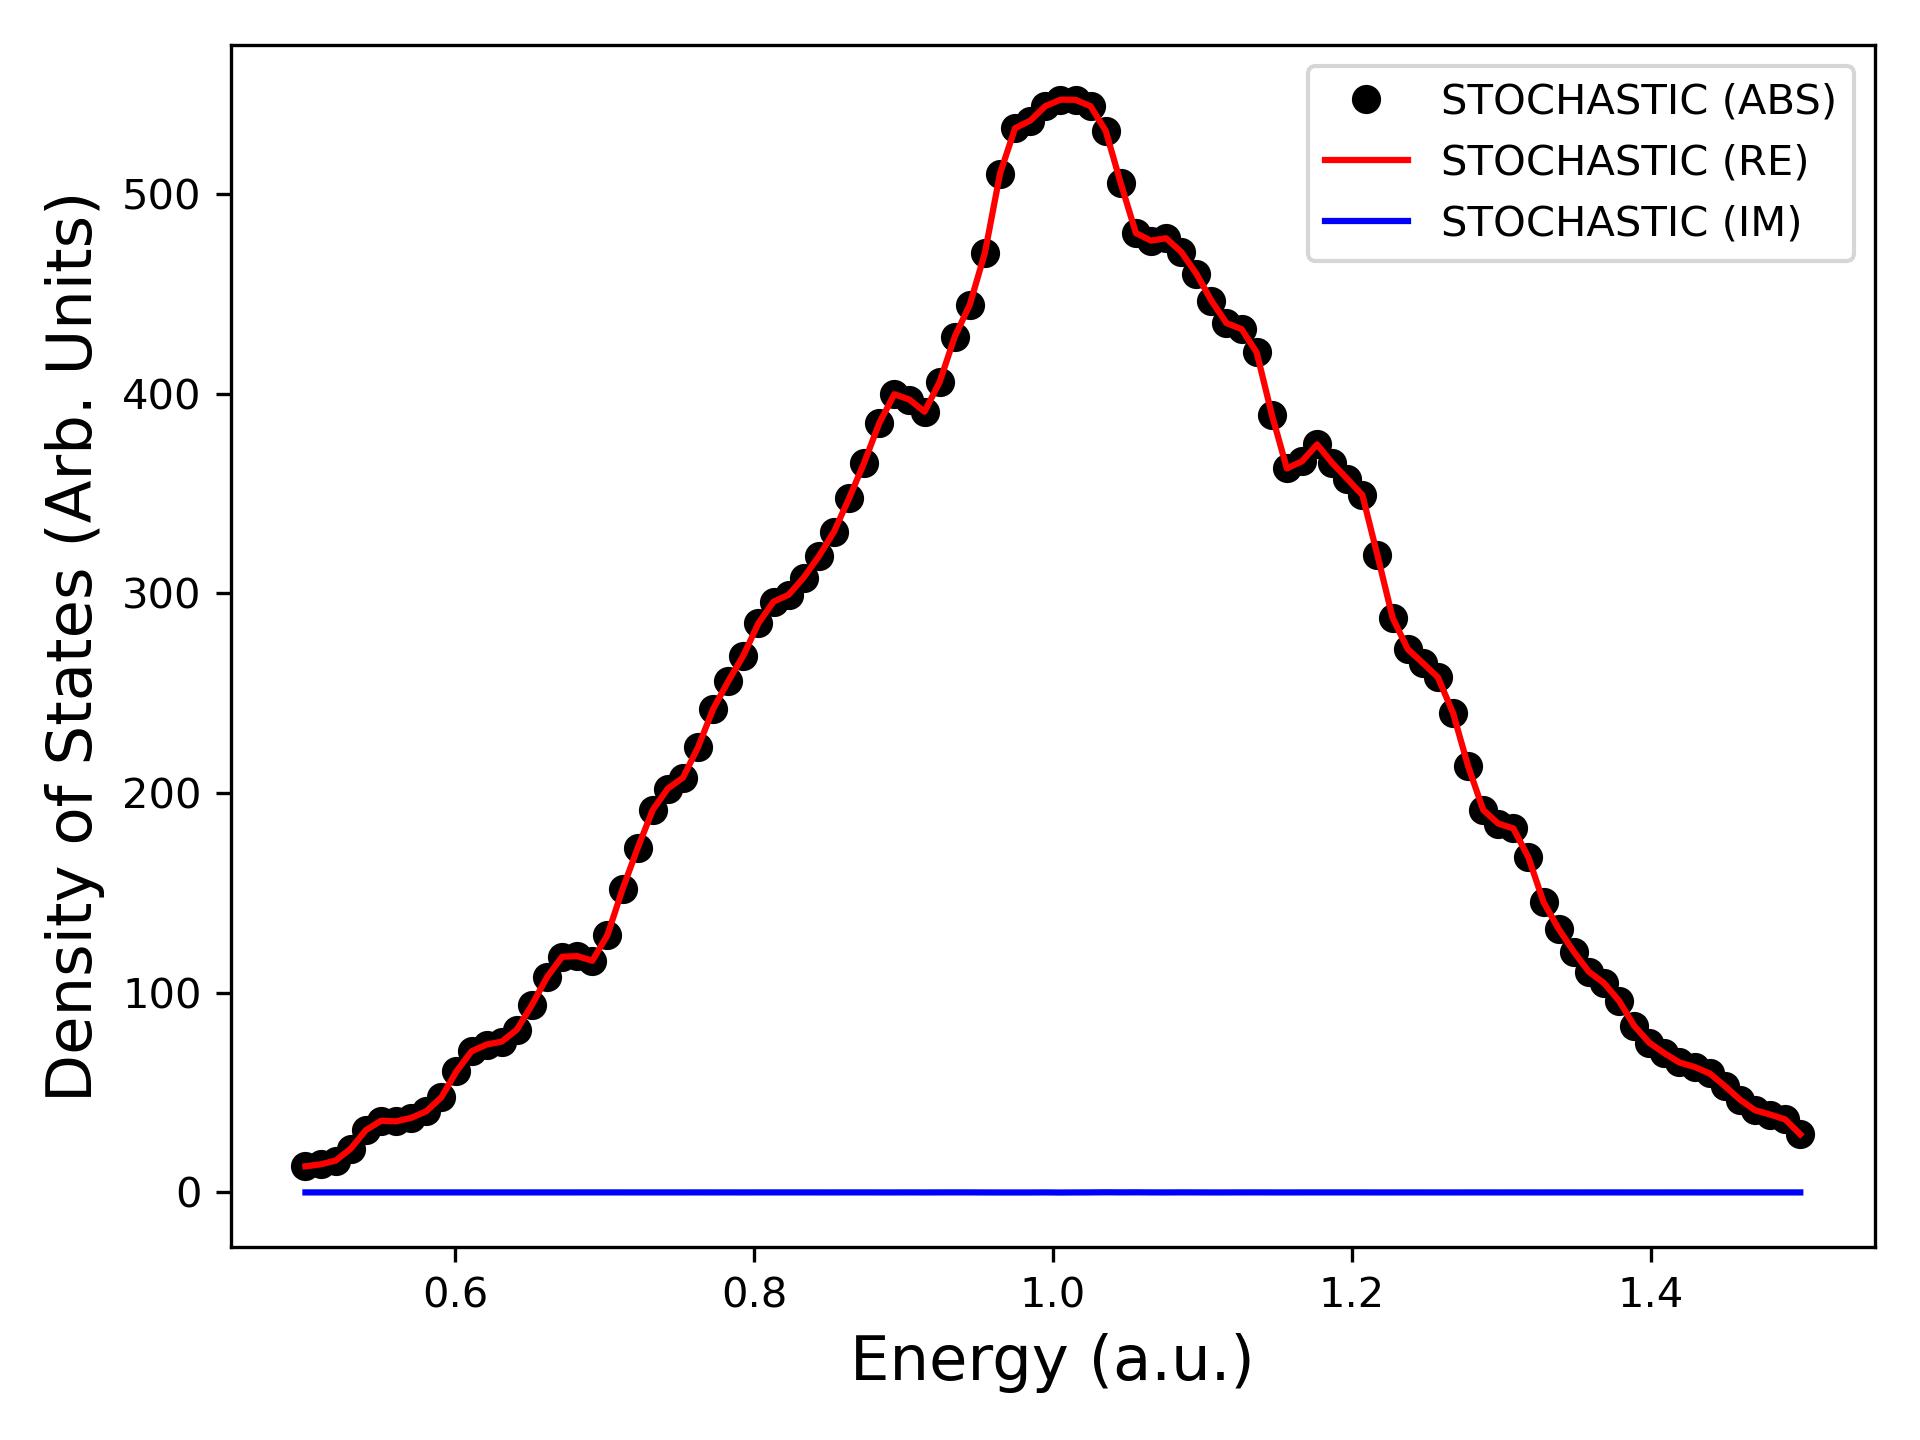 STOCHASTIC (ABS)
STOCHASTIC (RE)
STOCHASTIC (IM)
Density of States (Arb. Units)
500
400
300
200
100
0
0.6 0.8 1.0 1.2 1.4
Energy (a.u.)